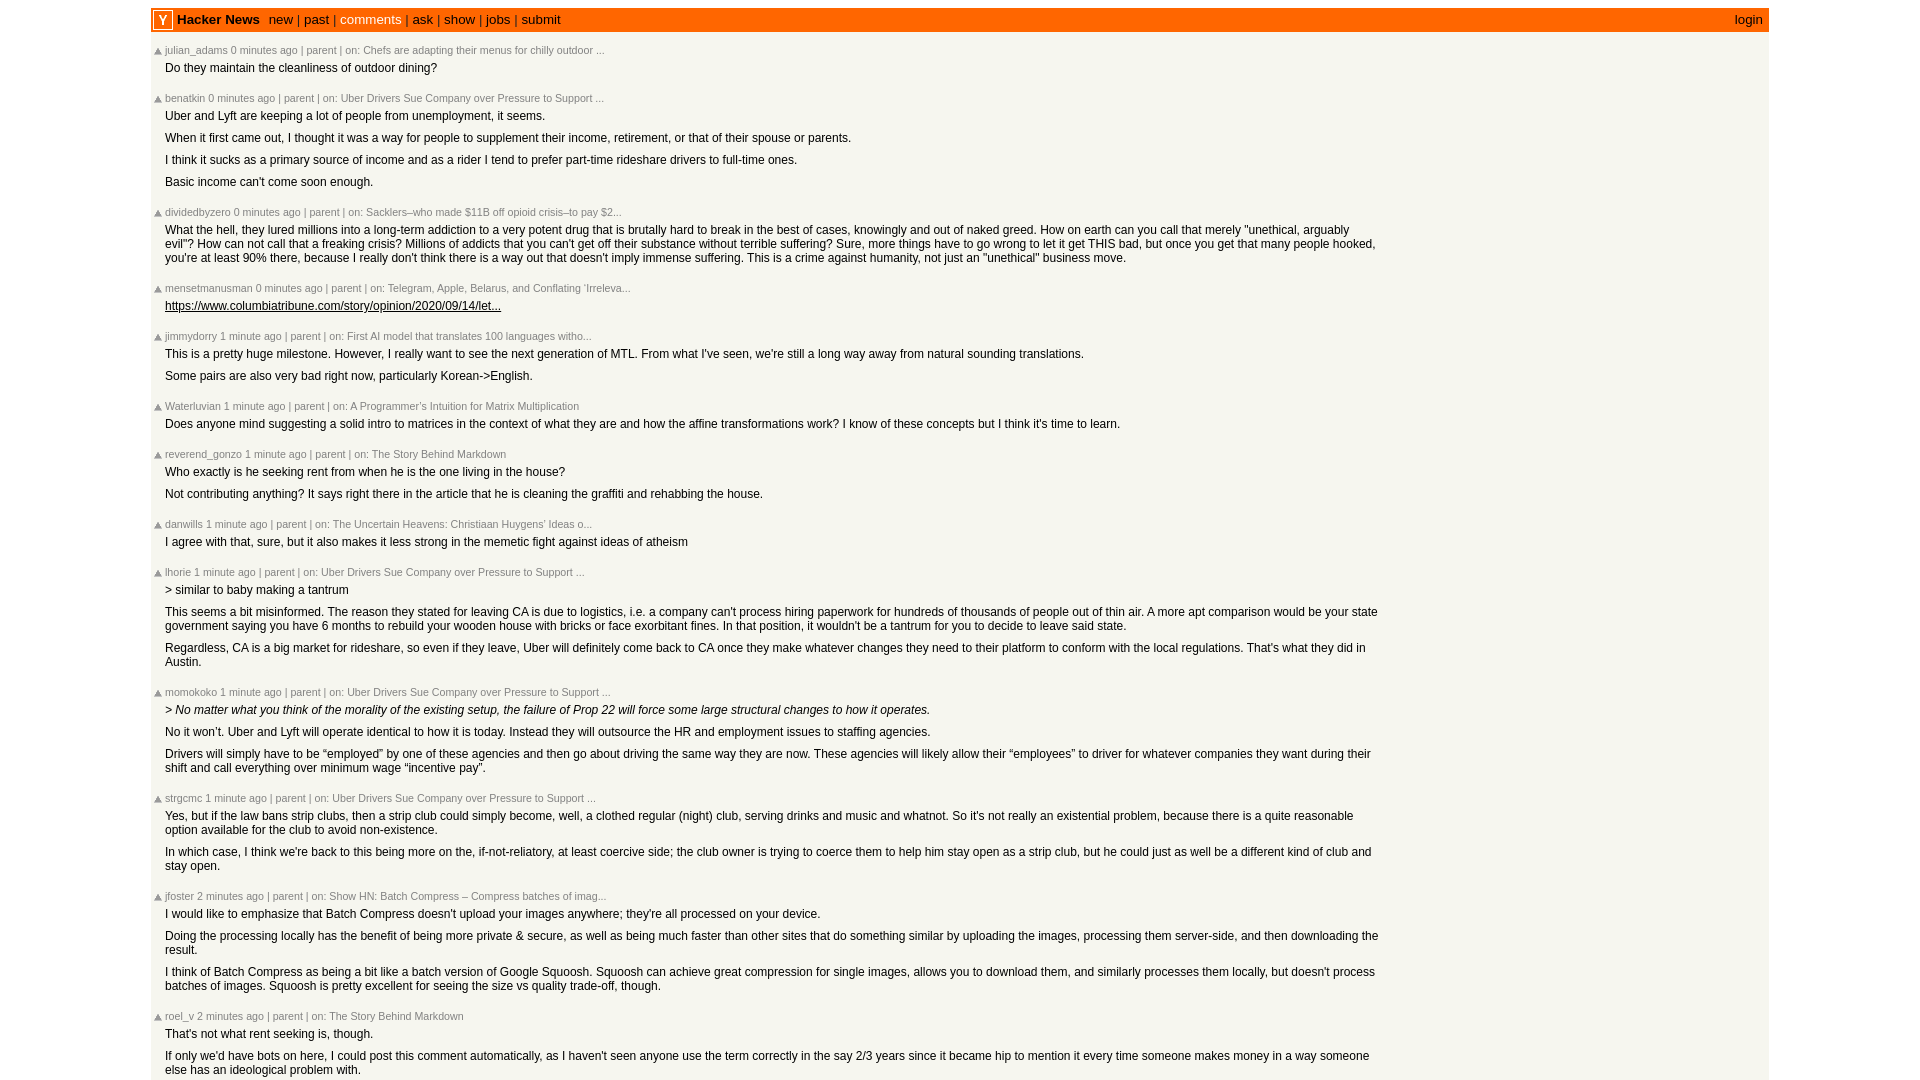 Y Hacker News new | past | comments | ask | show | jobs | submit login
julian_adams 0 minutes ago | parent | on: Chefs are adapting their menus for chilly outdoor ...
Do they maintain the cleanliness of outdoor dining?
benatkin 0 minutes ago | parent | on: Uber Drivers Sue Company over Pressure to Support ...
Uber and Lyft are keeping a lot of people from unemployment, it seems.
When it first came out, I thought it was a way for people to supplement their income, retirement, or that of their spouse or parents.
I think it sucks as a primary source of income and as a rider I tend to prefer part-time rideshare drivers to full-time ones.
Basic income can't come soon enough.
dividedbyzero 0 minutes ago | parent | on: Sacklers–who made $11B off opioid crisis–to pay $2...
What the hell, they lured millions into a long-term addiction to a very potent drug that is brutally hard to break in the best of cases, knowingly and out of naked greed. How on earth can you call that merely "unethical, arguably
evil"? How can not call that a freaking crisis? Millions of addicts that you can't get off their substance without terrible suffering? Sure, more things have to go wrong to let it get THIS bad, but once you get that many people hooked,
you're at least 90% there, because I really don't think there is a way out that doesn't imply immense suffering. This is a crime against humanity, not just an "unethical" business move.
mensetmanusman 0 minutes ago | parent | on: Telegram, Apple, Belarus, and Conflating ‘Irreleva...
https://www.columbiatribune.com/story/opinion/2020/09/14/let...
jimmydorry 1 minute ago | parent | on: First AI model that translates 100 languages witho...
This is a pretty huge milestone. However, I really want to see the next generation of MTL. From what I've seen, we're still a long way away from natural sounding translations.
Some pairs are also very bad right now, particularly Korean->English.
Waterluvian 1 minute ago | parent | on: A Programmer’s Intuition for Matrix Multiplication
Does anyone mind suggesting a solid intro to matrices in the context of what they are and how the affine transformations work? I know of these concepts but I think it's time to learn.
reverend_gonzo 1 minute ago | parent | on: The Story Behind Markdown
Who exactly is he seeking rent from when he is the one living in the house?
Not contributing anything? It says right there in the article that he is cleaning the graffiti and rehabbing the house.
danwills 1 minute ago | parent | on: The Uncertain Heavens: Christiaan Huygens’ Ideas o...
I agree with that, sure, but it also makes it less strong in the memetic fight against ideas of atheism
lhorie 1 minute ago | parent | on: Uber Drivers Sue Company over Pressure to Support ...
> similar to baby making a tantrum
This seems a bit misinformed. The reason they stated for leaving CA is due to logistics, i.e. a company can't process hiring paperwork for hundreds of thousands of people out of thin air. A more apt comparison would be your state
government saying you have 6 months to rebuild your wooden house with bricks or face exorbitant fines. In that position, it wouldn't be a tantrum for you to decide to leave said state.
Regardless, CA is a big market for rideshare, so even if they leave, Uber will definitely come back to CA once they make whatever changes they need to their platform to conform with the local regulations. That's what they did in
Austin.
momokoko 1 minute ago | parent | on: Uber Drivers Sue Company over Pressure to Support ...
> No matter what you think of the morality of the existing setup, the failure of Prop 22 will force some large structural changes to how it operates.
No it won’t. Uber and Lyft will operate identical to how it is today. Instead they will outsource the HR and employment issues to staffing agencies.
Drivers will simply have to be “employed” by one of these agencies and then go about driving the same way they are now. These agencies will likely allow their “employees” to driver for whatever companies they want during their
shift and call everything over minimum wage “incentive pay”.
strgcmc 1 minute ago | parent | on: Uber Drivers Sue Company over Pressure to Support ...
Yes, but if the law bans strip clubs, then a strip club could simply become, well, a clothed regular (night) club, serving drinks and music and whatnot. So it's not really an existential problem, because there is a quite reasonable
option available for the club to avoid non-existence.
In which case, I think we're back to this being more on the, if-not-reliatory, at least coercive side; the club owner is trying to coerce them to help him stay open as a strip club, but he could just as well be a different kind of club and
stay open.
jfoster 2 minutes ago | parent | on: Show HN: Batch Compress – Compress batches of imag...
I would like to emphasize that Batch Compress doesn't upload your images anywhere; they're all processed on your device.
Doing the processing locally has the benefit of being more private & secure, as well as being much faster than other sites that do something similar by uploading the images, processing them server-side, and then downloading the
result.
I think of Batch Compress as being a bit like a batch version of Google Squoosh. Squoosh can achieve great compression for single images, allows you to download them, and similarly processes them locally, but doesn't process
batches of images. Squoosh is pretty excellent for seeing the size vs quality trade-off, though.
roel_v 2 minutes ago | parent | on: The Story Behind Markdown
That's not what rent seeking is, though.
If only we'd have bots on here, I could post this comment automatically, as I haven't seen anyone use the term correctly in the say 2/3 years since it became hip to mention it every time someone makes money in a way someone
else has an ideological problem with.